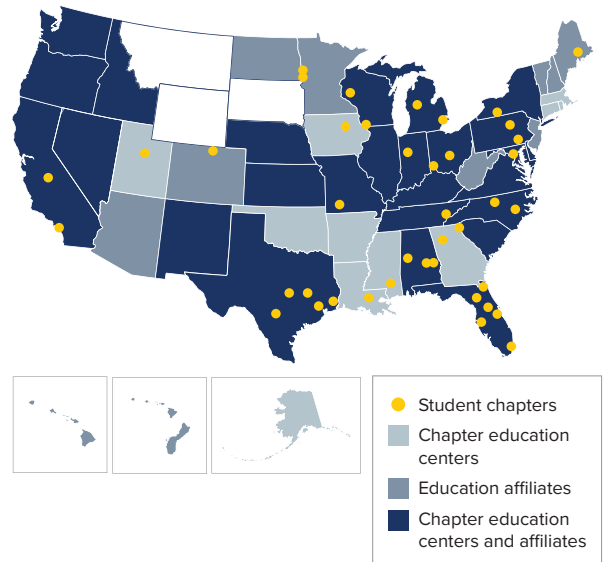 Student chapters
Chapter education
centers
Education affiliates
Chapter education
centers and affiliates